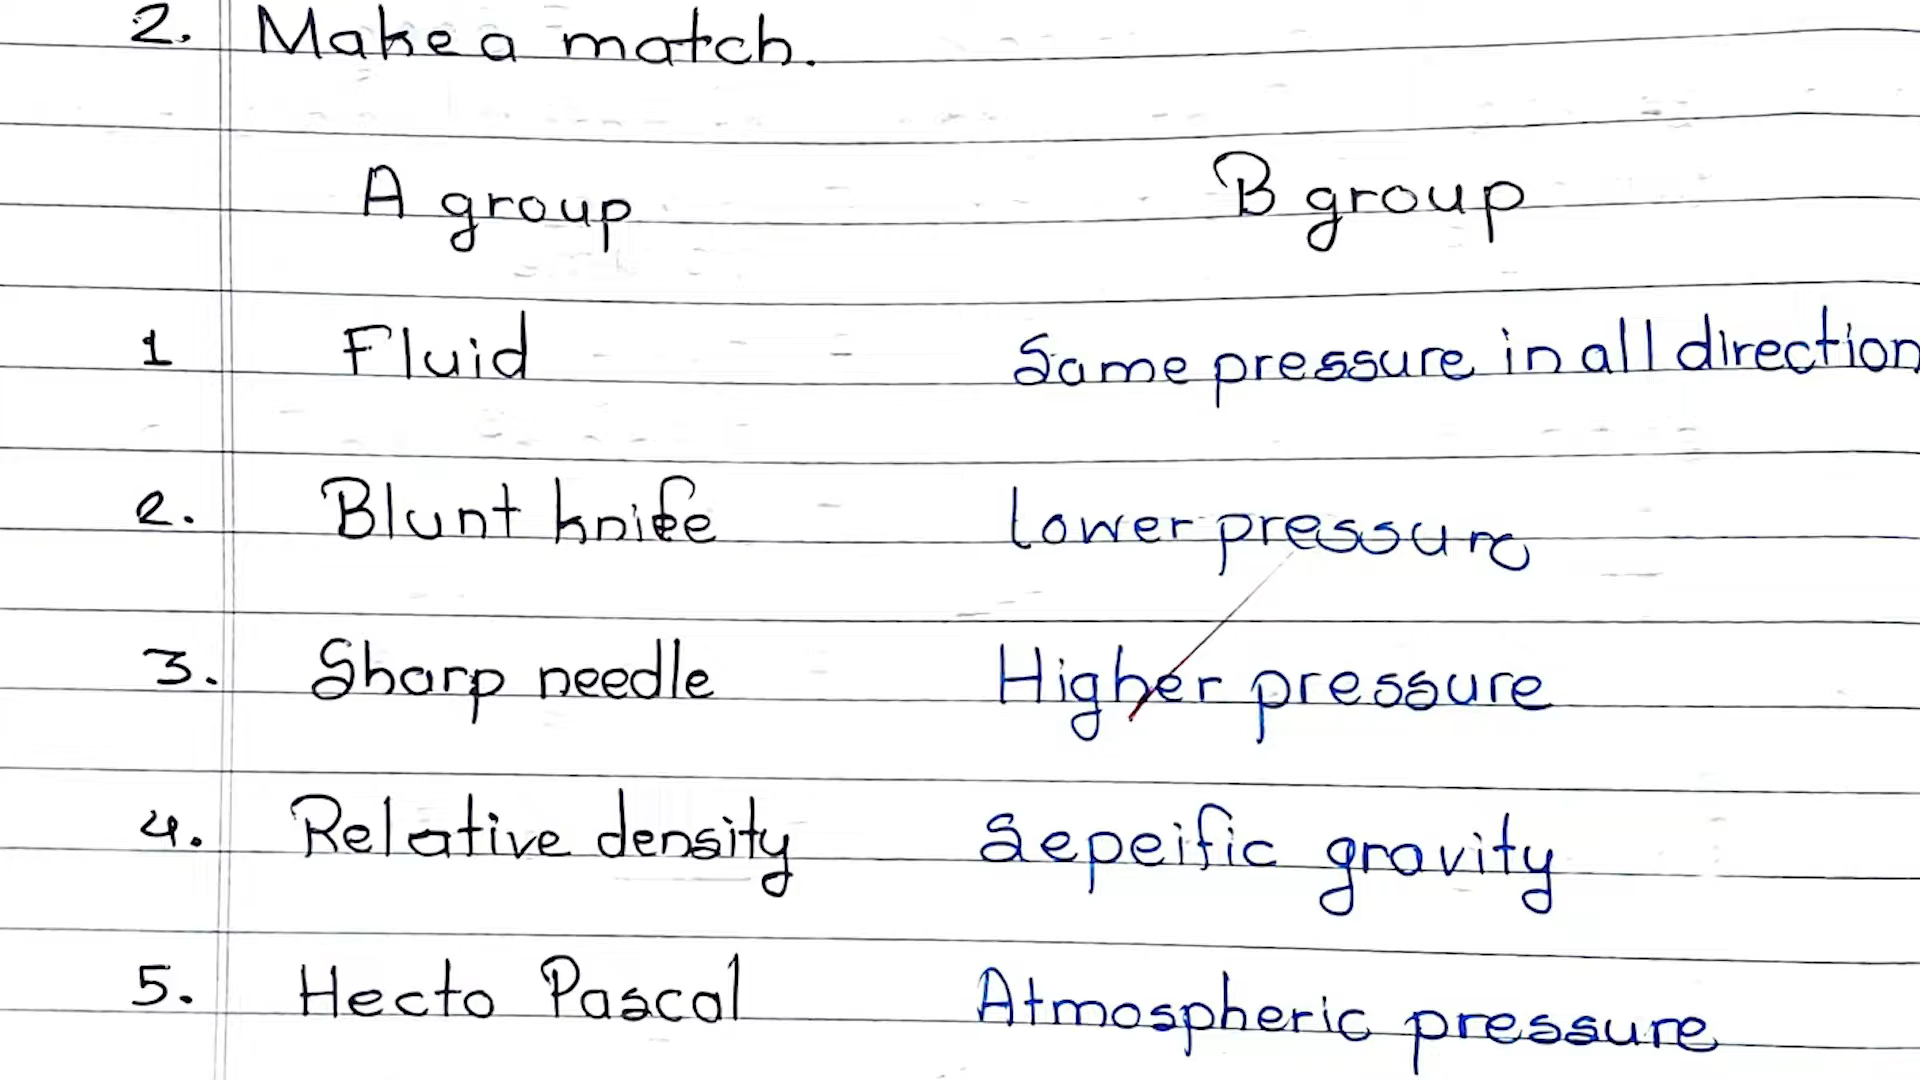 2. Make a match.
A group B group
1 Fluid Same pressure in all direction
2. Blunt knife Lower pressure
3. Sharp needle Higher pressure
4. Relative density Sepeific gravity
5. Hecto Pascal Atmospheric pressure